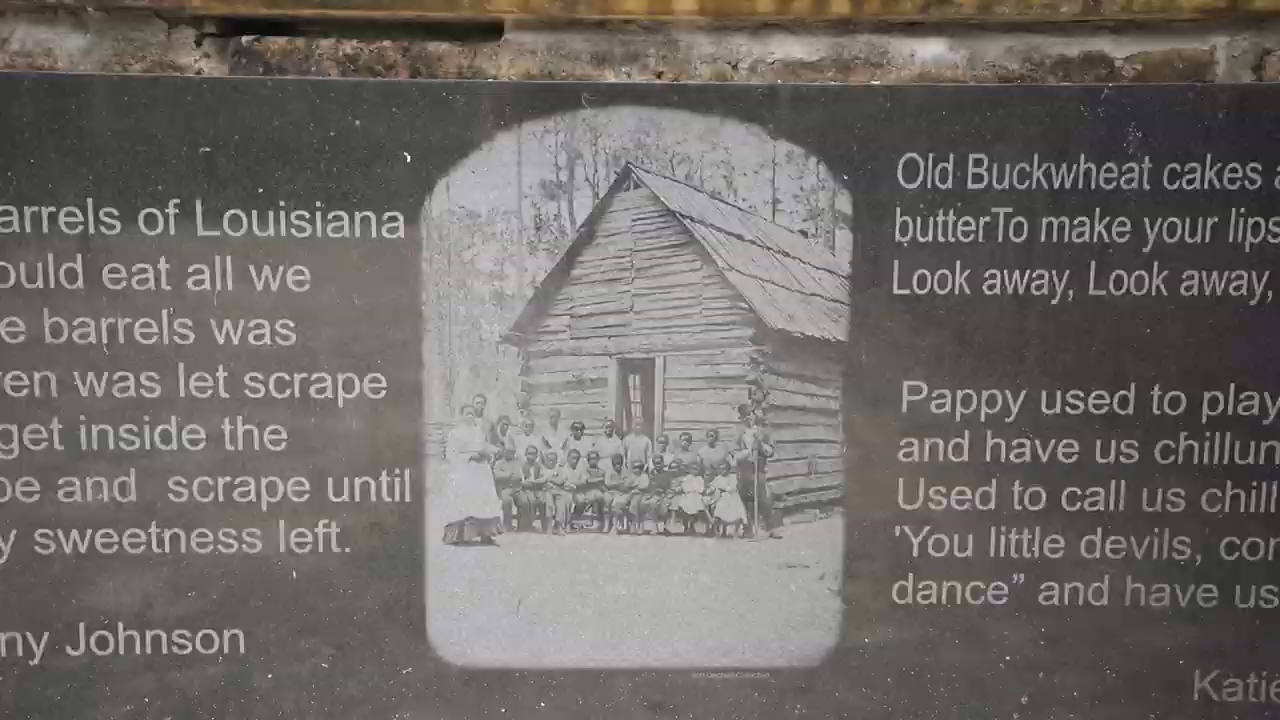 arrels of Louisiana
ould eat all we
e barrels was
en was let scrape
get inside the
pe and scrape until
y sweetness left.
ny Johnson
Old Buckwheat cakes a
butterTo make your lips
Look away, Look away,
Pappy used to play
and have us chillun
Used to call us chill
'You little devils, con
dance” and have us
Katie